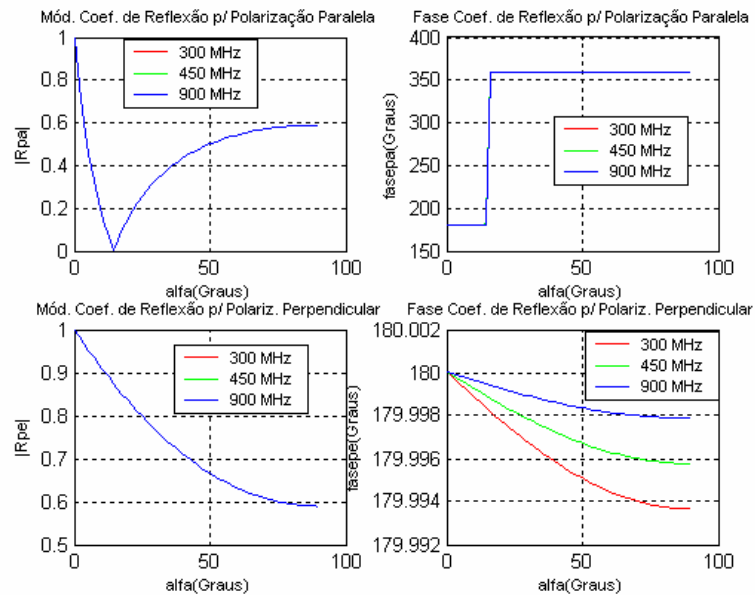 Mód. Coef. de Reflexão p/ Polarização Paralela
1
0.8
0.6
0.4
0.2
0
|Rpa|
300 MHz
450 MHz
900 MHz
0
50
100
alfa(Graus)
Fase Coef. de Reflexão p/ Polarização Paralela
400
350
300
250
200
150
fasepa(Graus)
300 MHz
450 MHz
900 MHz
0
50
100
alfa(Graus)
Mód. Coef. de Reflexão p/ Polariz. Perpendicular
1
0.9
0.8
0.7
0.6
0.5
|Rpe|
300 MHz
450 MHz
900 MHz
0
50
100
alfa(Graus)
Fase Coef. de Reflexão p/ Polariz. Perpendicular
180.002
180
179.998
179.996
179.994
179.992
fasepe(Graus)
300 MHz
450 MHz
900 MHz
0
50
100
alfa(Graus)